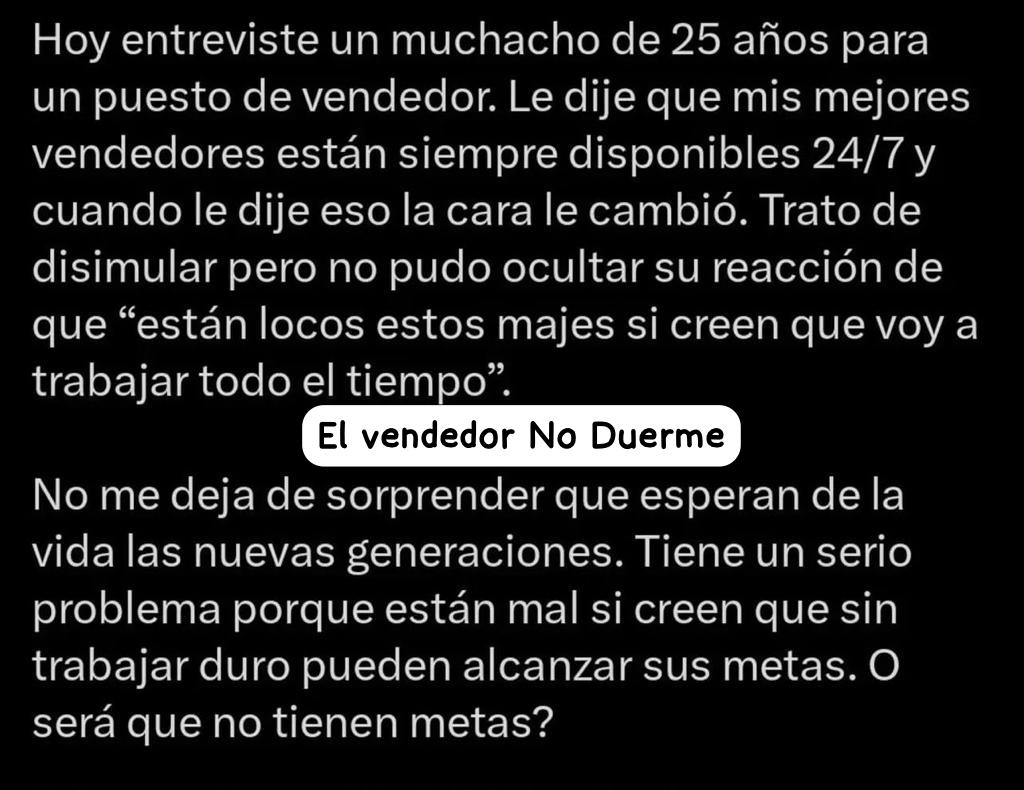 Hoy entreviste un muchacho de 25 años para
un puesto de vendedor. Le dije que mis mejores
vendedores están siempre disponibles 24/7 y
cuando le dije eso la cara le cambió. Trato de
disimular pero no pudo ocultar su reacción de
que “están locos estos majes si creen que voy a
trabajar todo el tiempo”.
El vendedor No Duerme
No me deja de sorprender que esperan de la
vida las nuevas generaciones. Tiene un serio
problema porque están mal si creen que sin
trabajar duro pueden alcanzar sus metas. O
será que no tienen metas?